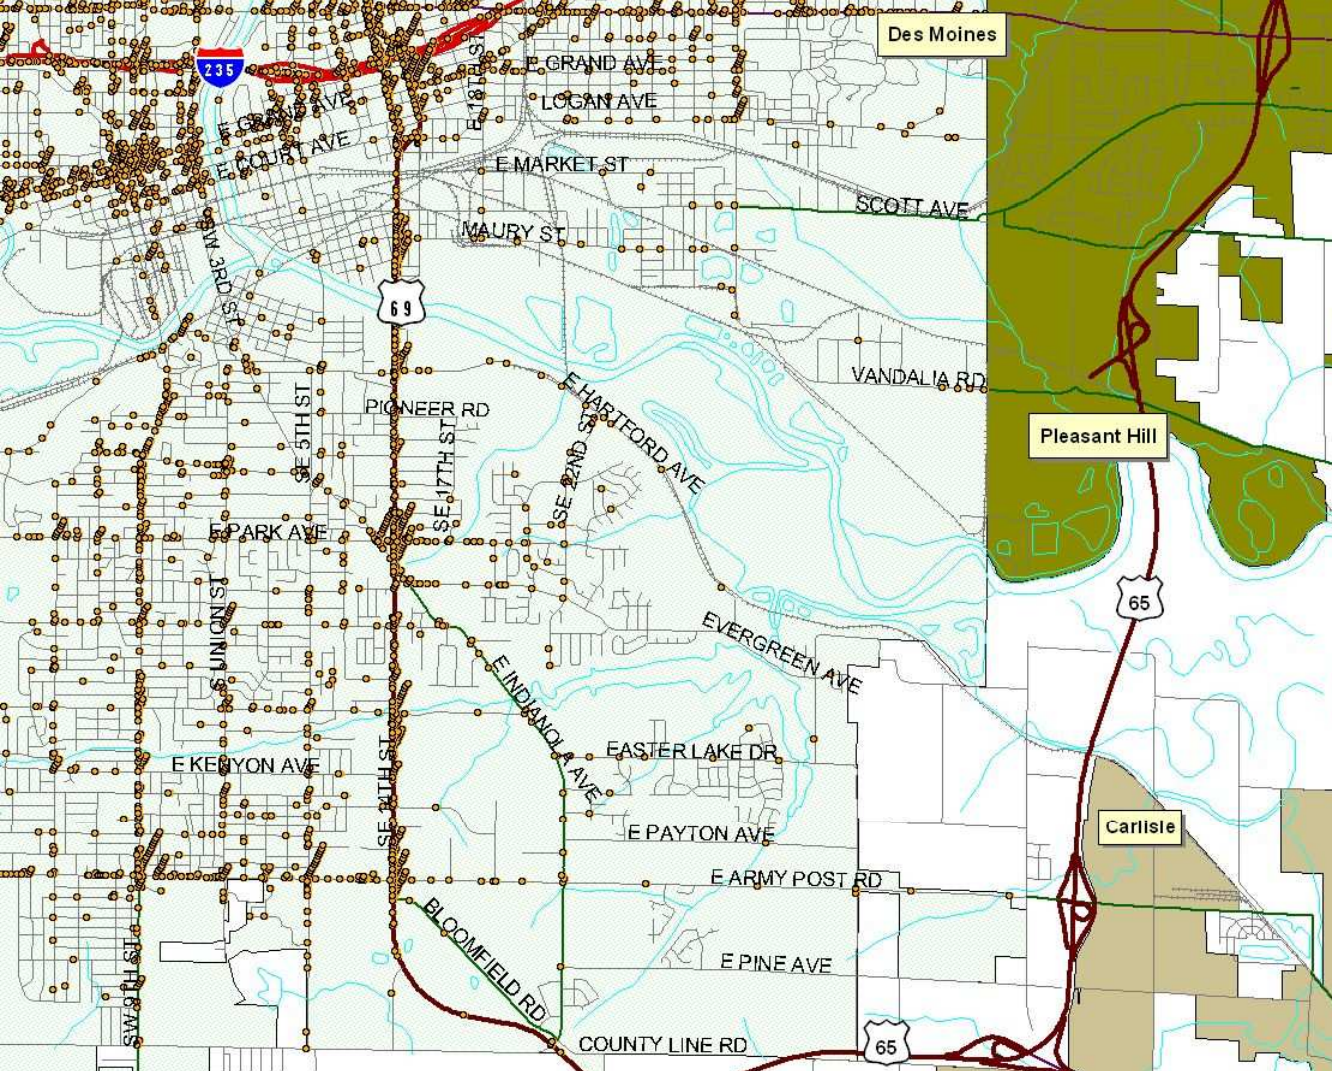 Des Moines
235
E 18TH ST
E GRAND AVE
LOGAN AVE
E GRAND AVE
E COURT AVE
E MARKET ST
SCOTT AVE
SW 3RD ST
MAURY ST
69
VANDALIA RD
E HARTFORD AVE
PIONEER RD
SE 5TH ST
SE 17TH ST
SE 22ND ST
Pleasant Hill
E PARK AVE
65
S UNION ST
EVERGREEN AVE
E INDIANOLA AVE
EASTER LAKE DR
E KENYON AVE
SE 14TH ST
E PAYTON AVE
Carlisle
E ARMY POST RD
BLOOMFIELD RD
SW 9TH ST
E PINE AVE
COUNTY LINE RD
65